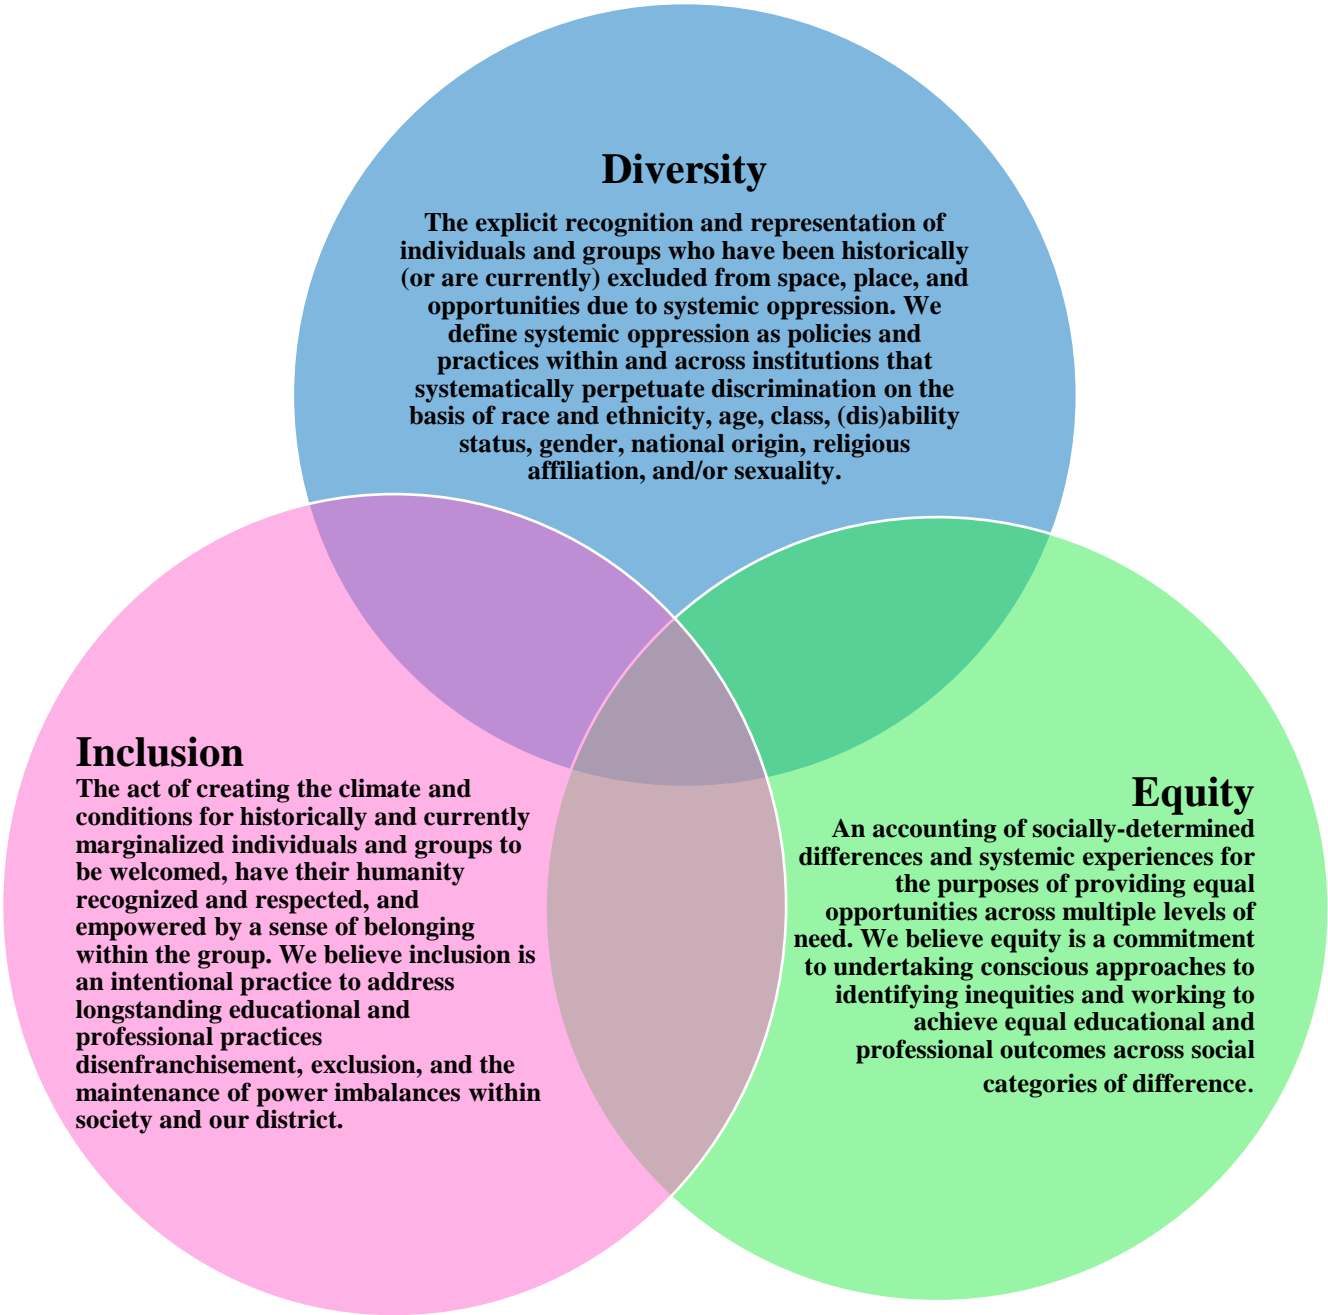 Diversity
The explicit recognition and representation of
individuals and groups who have been historically
(or are currently) excluded from space, place, and
opportunities due to systemic oppression. We
define systemic oppression as policies and
practices within and across institutions that
systematically perpetuate discrimination on the
basis of race and ethnicity, age, class, (dis)ability
status, gender, national origin, religious
affiliation, and/or sexuality.
Inclusion
The act of creating the climate and
conditions for historically and currently
marginalized individuals and groups to
be welcomed, have their humanity
recognized and respected, and
empowered by a sense of belonging
within the group. We believe inclusion is
an intentional practice to address
longstanding educational and
professional practices
disenfranchisement, exclusion, and the
maintenance of power imbalances within
society and our district.
Equity
An accounting of socially-determined
differences and systemic experiences for
the purposes of providing equal
opportunities across multiple levels of
need. We believe equity is a commitment
to undertaking conscious approaches to
identifying inequities and working to
achieve equal educational and
professional outcomes across social
categories of difference.